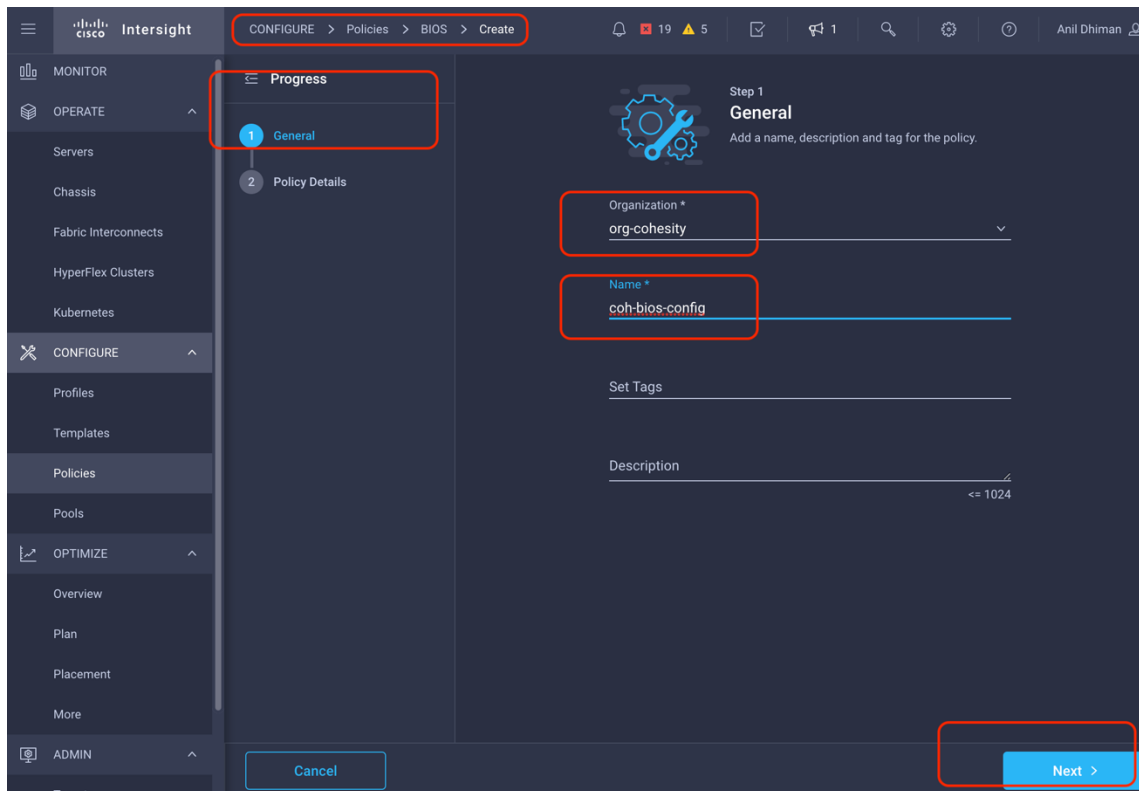 cisco Intersight
CONFIGURE > Policies > BIOS > Create
19 5
1
Anil Dhiman
MONITOR
OPERATE
Servers
Chassis
Fabric Interconnects
HyperFlex Clusters
Kubernetes
CONFIGURE
Profiles
Templates
Policies
Pools
OPTIMIZE
Overview
Plan
Placement
More
ADMIN
Progress
1 General
2 Policy Details
Step 1
General
Add a name, description and tag for the policy.
Organization *
org-cohesity
Name *
coh-bios-config
Set Tags
Description
<= 1024
Cancel
Next >